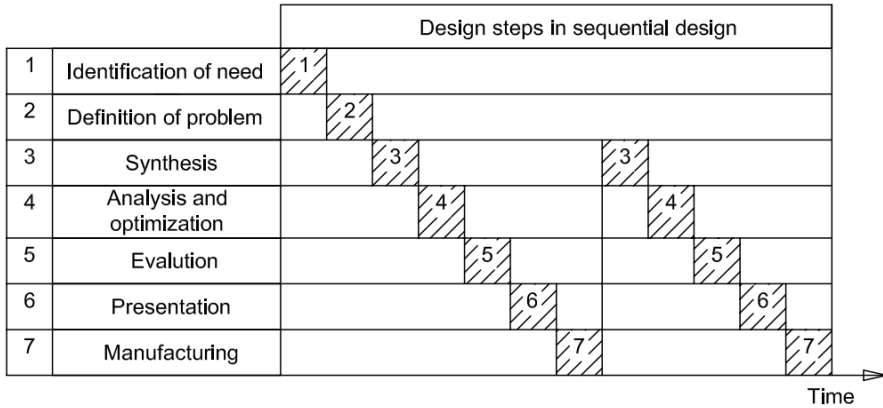 Design steps in sequential design
1 Identification of need 1
2 Definition of problem 2
3 Synthesis 3 3
4 Analysis and
optimization 4 4
5 Evalution 5 5
6 Presentation 6 6
7 Manufacturing 7 7
Time